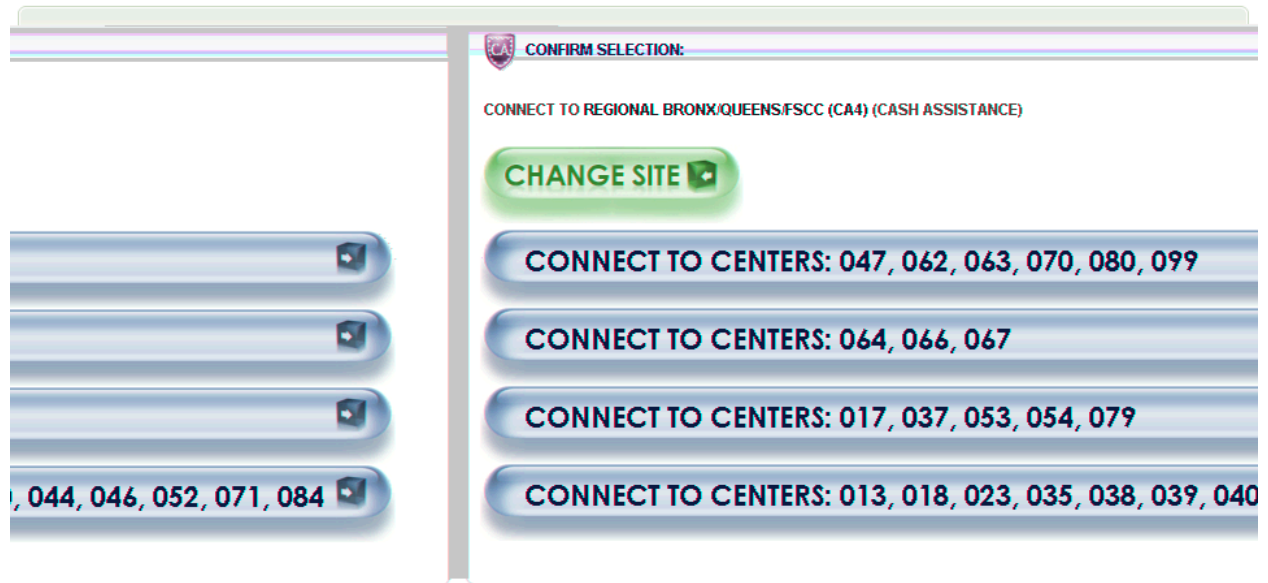 CA
CONFIRM SELECTION:
CONNECT TO REGIONAL BRONX/QUEENS/FSCC (CA4) (CASH ASSISTANCE)
CHANGE SITE
CONNECT TO CENTERS: 047, 062, 063, 070, 080, 099
CONNECT TO CENTERS: 064, 066, 067
CONNECT TO CENTERS: 017, 037, 053, 054, 079
, 044, 046, 052, 071, 084
CONNECT TO CENTERS: 013, 018, 023, 035, 038, 039, 040